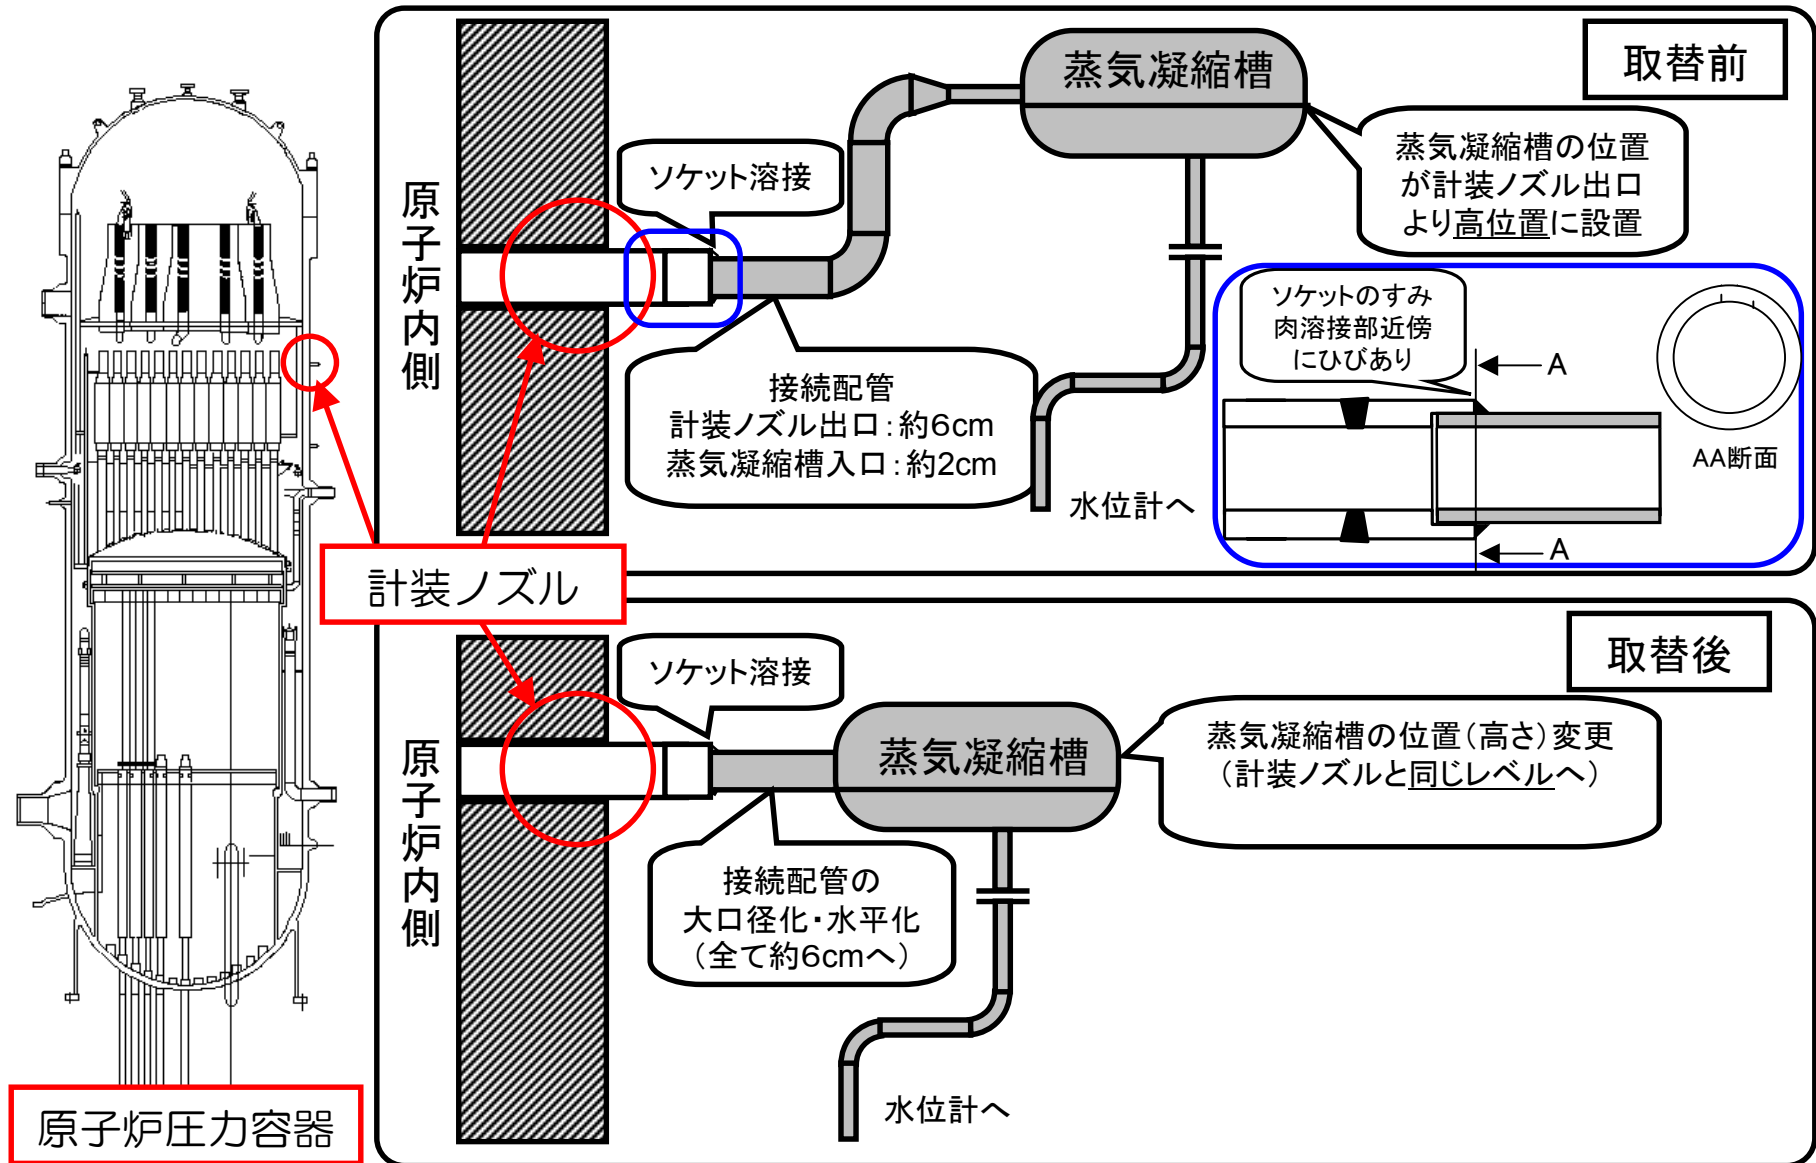 取替前
蒸気凝縮槽
ソケット溶接
原子炉内側
蒸気凝縮槽の位置
が計装ノズル出口
より高位置に設置
接続配管
計装ノズル出口:約6cm
蒸気凝縮槽入口:約2cm
水位計へ
ソケットのすみ
肉溶接部近傍
にひびあり
A
A
AA断面
計装ノズル
取替後
ソケット溶接
原子炉内側
蒸気凝縮槽
蒸気凝縮槽の位置(高さ)変更
(計装ノズルと同じレベルへ)
接続配管の
大口径化・水平化
(全て約6cmへ)
水位計へ
原子炉圧力容器